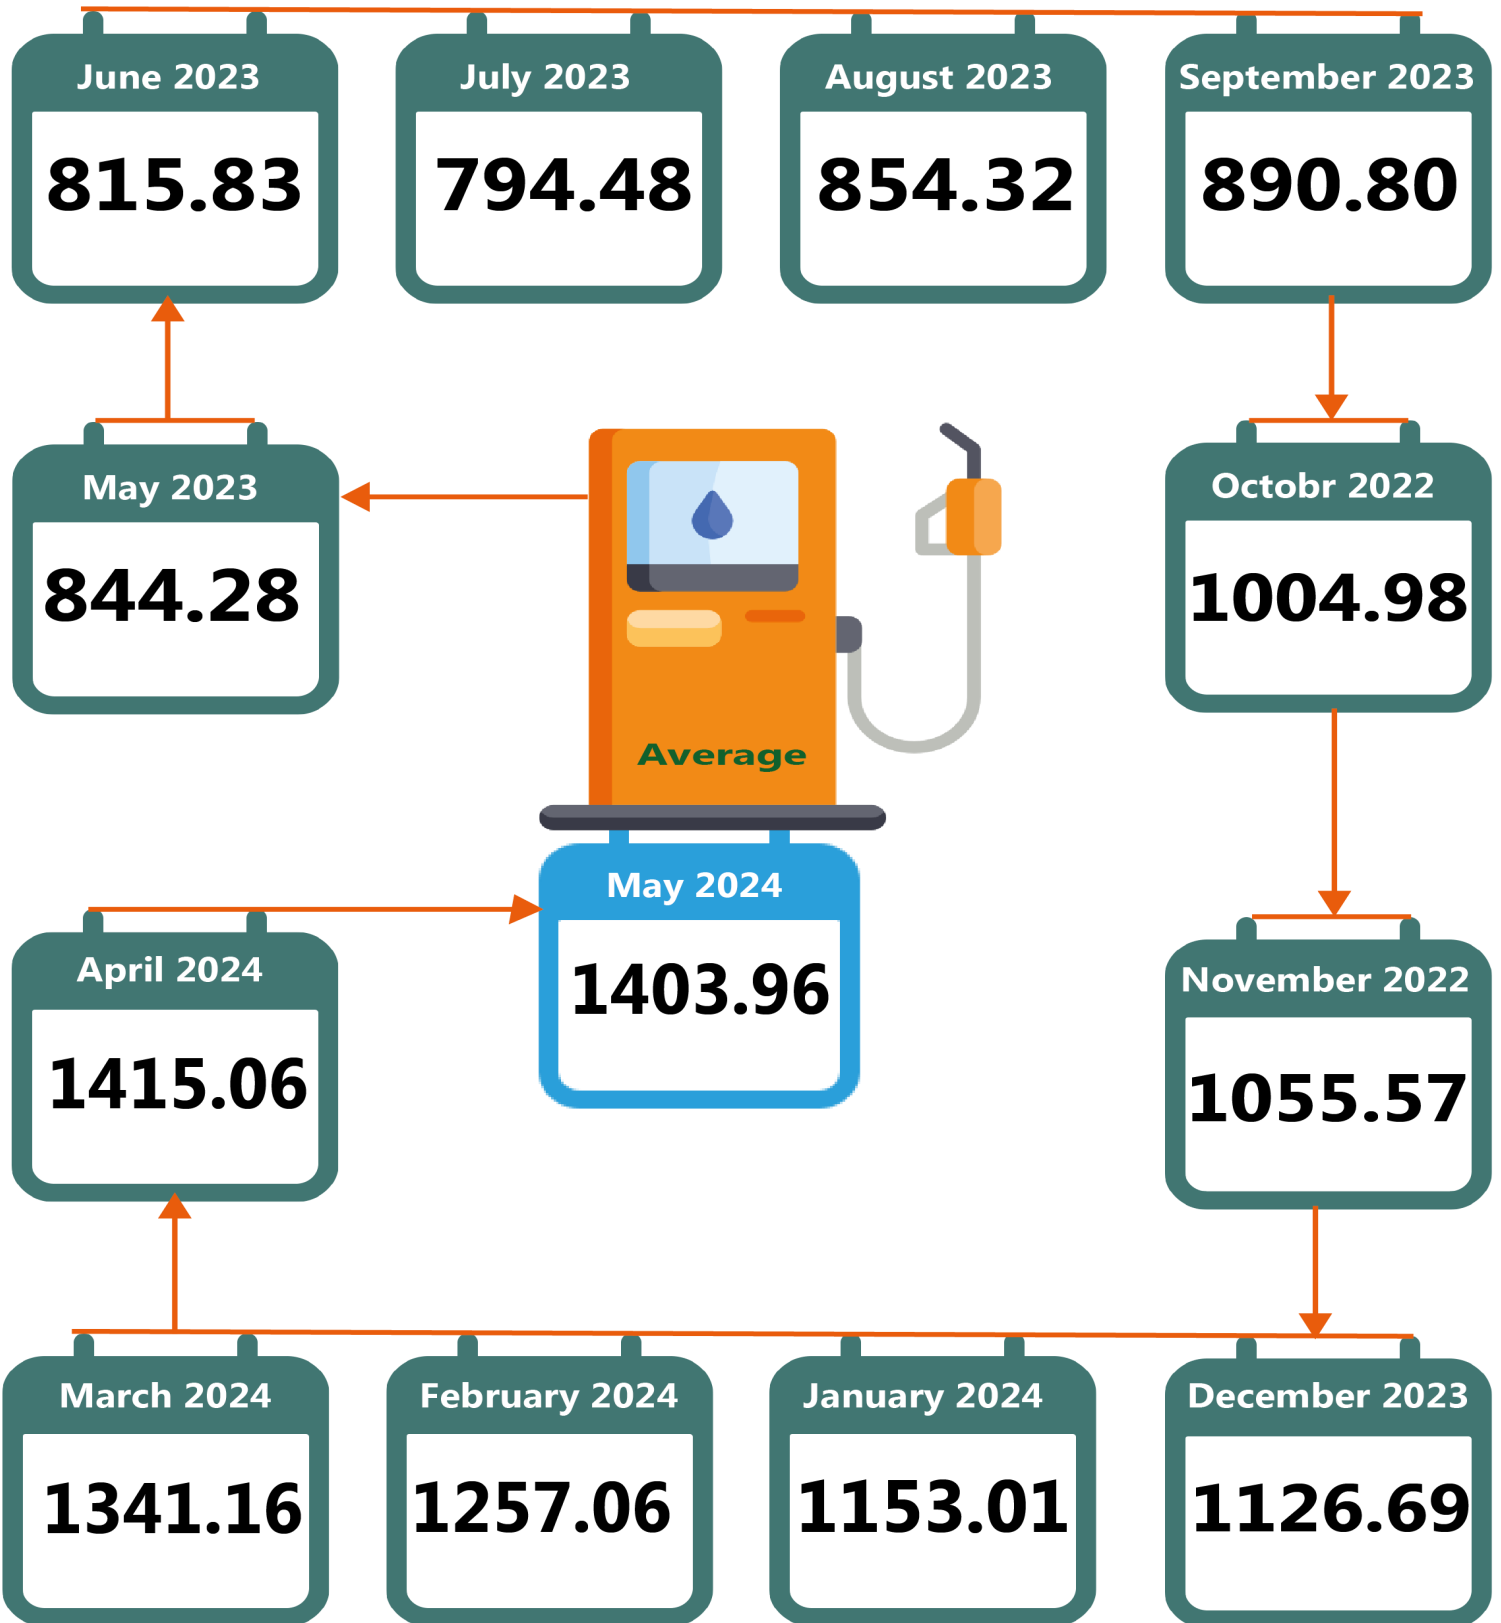 June 2023
815.83
July 2023
794.48
August 2023
854.32
September 2023
890.80
May 2023
844.28
Octobr 2022
1004.98
Average
May 2024
1403.96
April 2024
1415.06
November 2022
1055.57
March 2024
1341.16
February 2024
1257.06
January 2024
1153.01
December 2023
1126.69